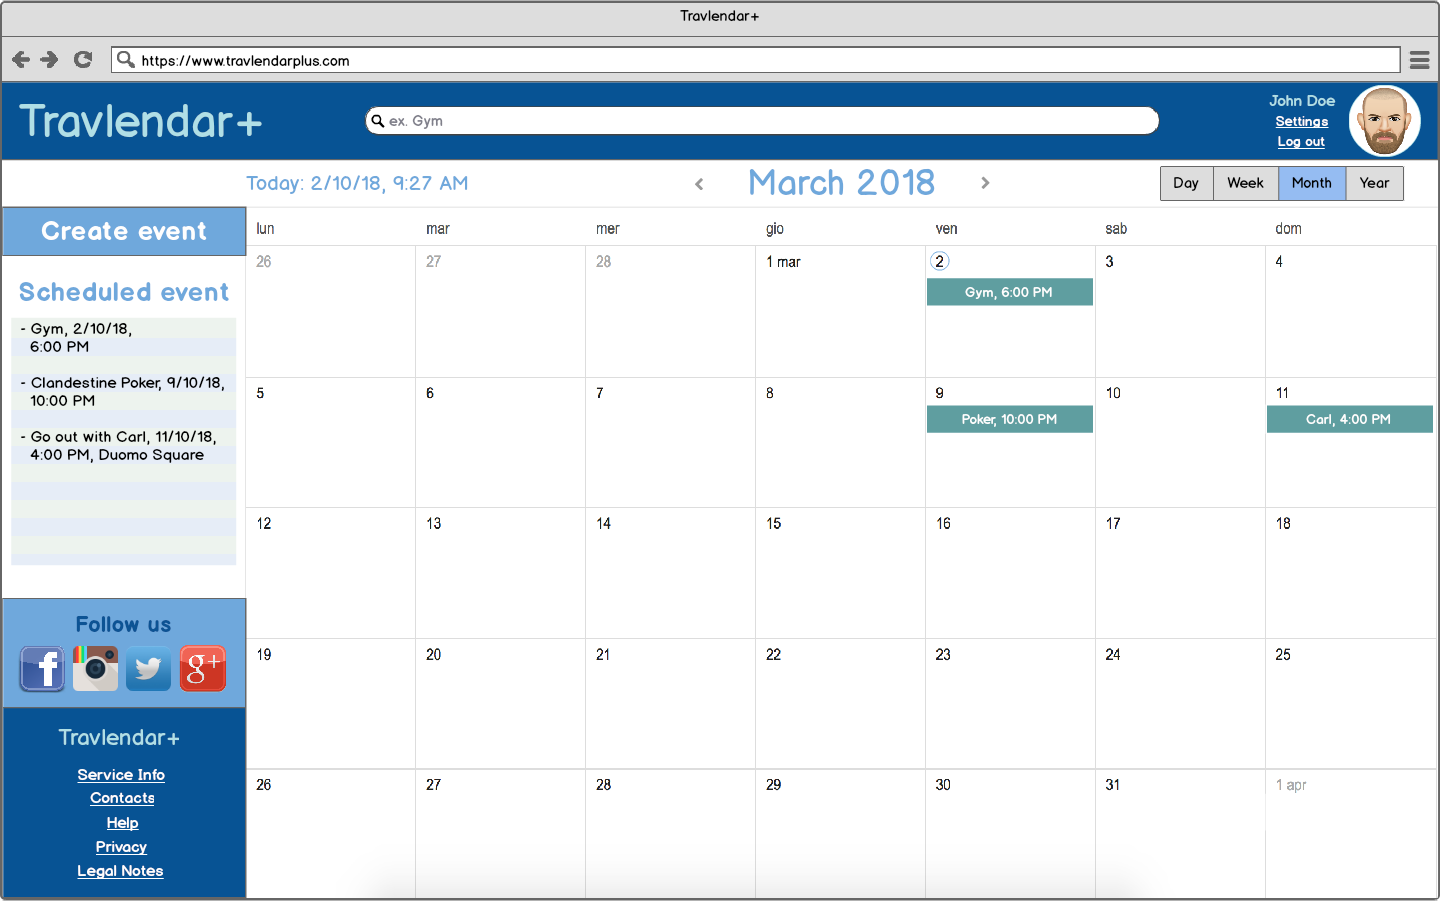 Travlendar+
https://www.travlendarplus.com
Travlendar+
ex. Gym
John Doe
Settings
Log out
Today: 2/10/18, 9:27 AM
March 2018
Day Week Month Year
Create event
Scheduled event
- Gym, 2/10/18,
6:00 PM
- Clandestine Poker, 9/10/18,
10:00 PM
- Go out with Carl, 11/10/18,
4:00 PM, Duomo Square
Follow us
f
g+
Travlendar+
Service Info
Contacts
Help
Privacy
Legal Notes
lun mar mer gio ven sab dom
26 27 28 1 mar 2 3 4
Gym, 6:00 PM
5 6 7 8 9 10 11
Poker, 10:00 PM Carl, 4:00 PM
12 13 14 15 16 17 18
19 20 21 22 23 24 25
26 27 28 29 30 31 1 apr